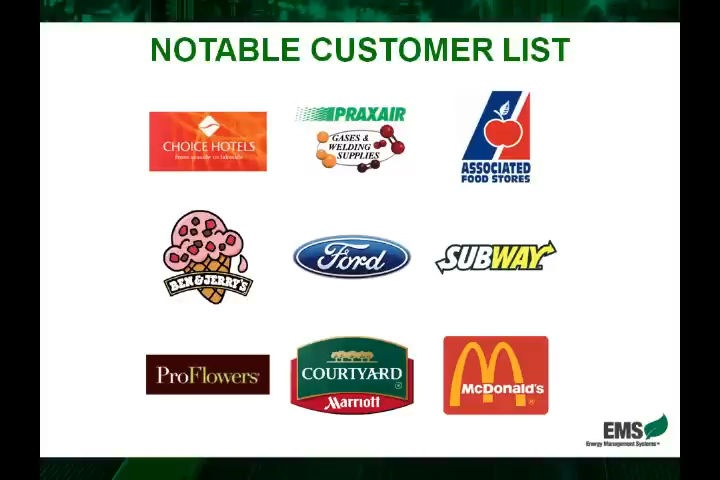 NOTABLE CUSTOMER LIST
CHOICE HOTELS
PRAXAIR
GASES &
WELDING
SUPPLIES
ASSOCIATED
FOOD STORES
BEN & JERRY'S
Ford
SUBWAY
ProFlowers
COURTYARD
Marriott
McDonald's
EMS
Energy Management Systems